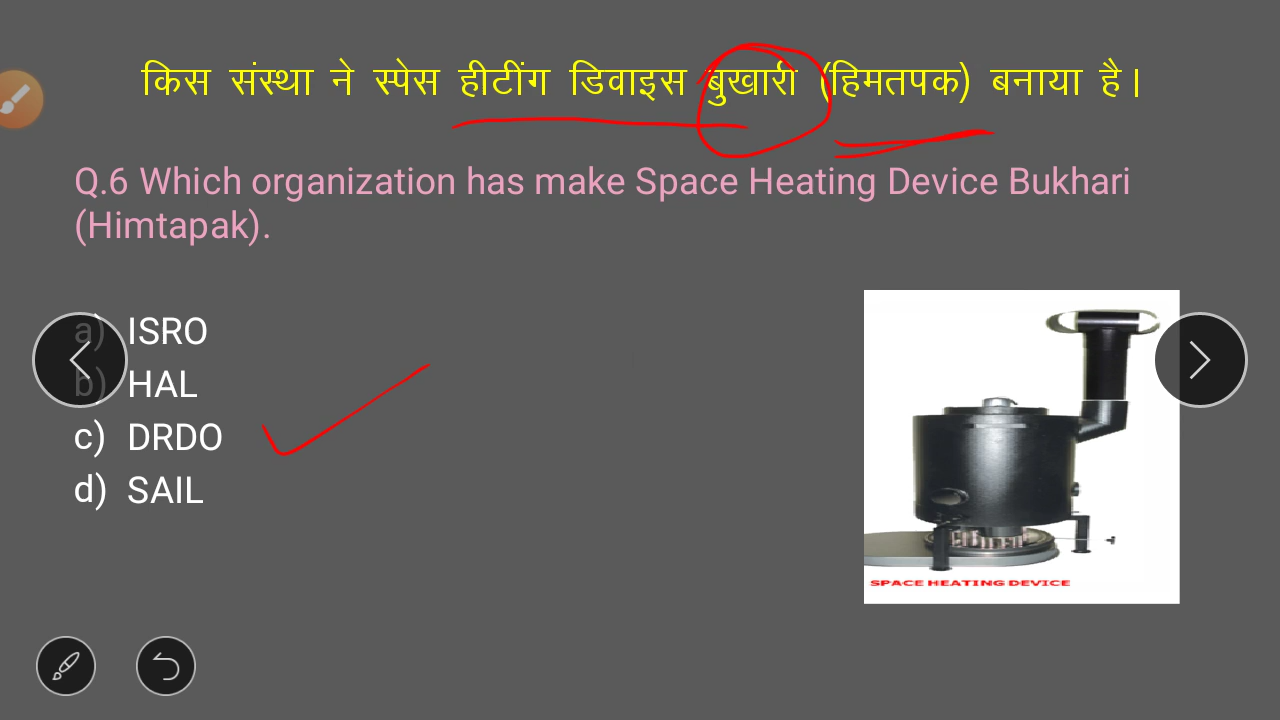 किस संस्था ने स्पेस हीटींग डिवाइस बुखारी (हिमतपक) बनाया है।
Q.6 Which organization has make Space Heating Device Bukhari
(Himtapak).
a) ISRO
b) HAL
c) DRDO
d) SAIL
SPACE HEATING DEVICE